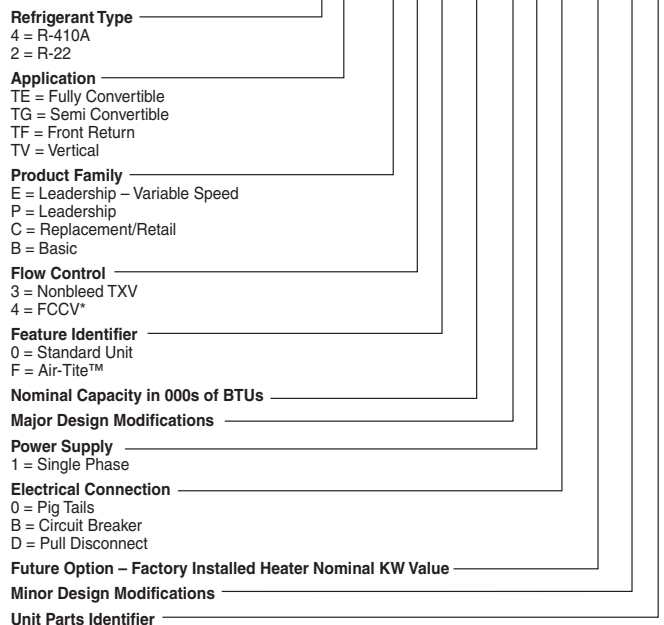 Refrigerant Type
4 = R-410A
2 = R-22
Application
TE = Fully Convertible
TG = Semi Convertible
TF = Front Return
TV = Vertical
Product Family
E = Leadership – Variable Speed
P = Leadership
C = Replacement/Retail
B = Basic
Flow Control
3 = Nonbleed TXV
4 = FCCV*
Feature Identifier
0 = Standard Unit
F = Air-Tite™
Nominal Capacity in 000s of BTUs
Major Design Modifications
Power Supply
1 = Single Phase
Electrical Connection
0 = Pig Tails
B = Circuit Breaker
D = Pull Disconnect
Future Option – Factory Installed Heater Nominal KW Value
Minor Design Modifications
Unit Parts Identifier